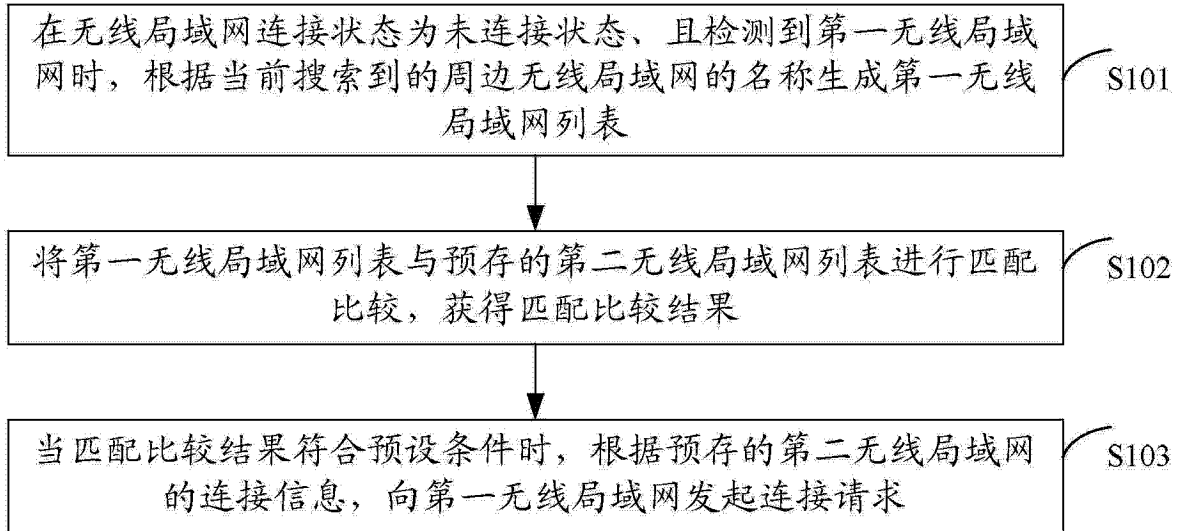 在无线局域网连接状态为未连接状态、且检测到第一无线局域
网时，根据当前搜索到的周边无线局域网的名称生成第一无线
局域网列表
S101
将第一无线局域网列表与预存的第二无线局域网列表进行匹配
比较，获得匹配比较结果
S102
当匹配比较结果符合预设条件时，根据预存的第二无线局域网
的连接信息，向第一无线局域网发起连接请求
S103